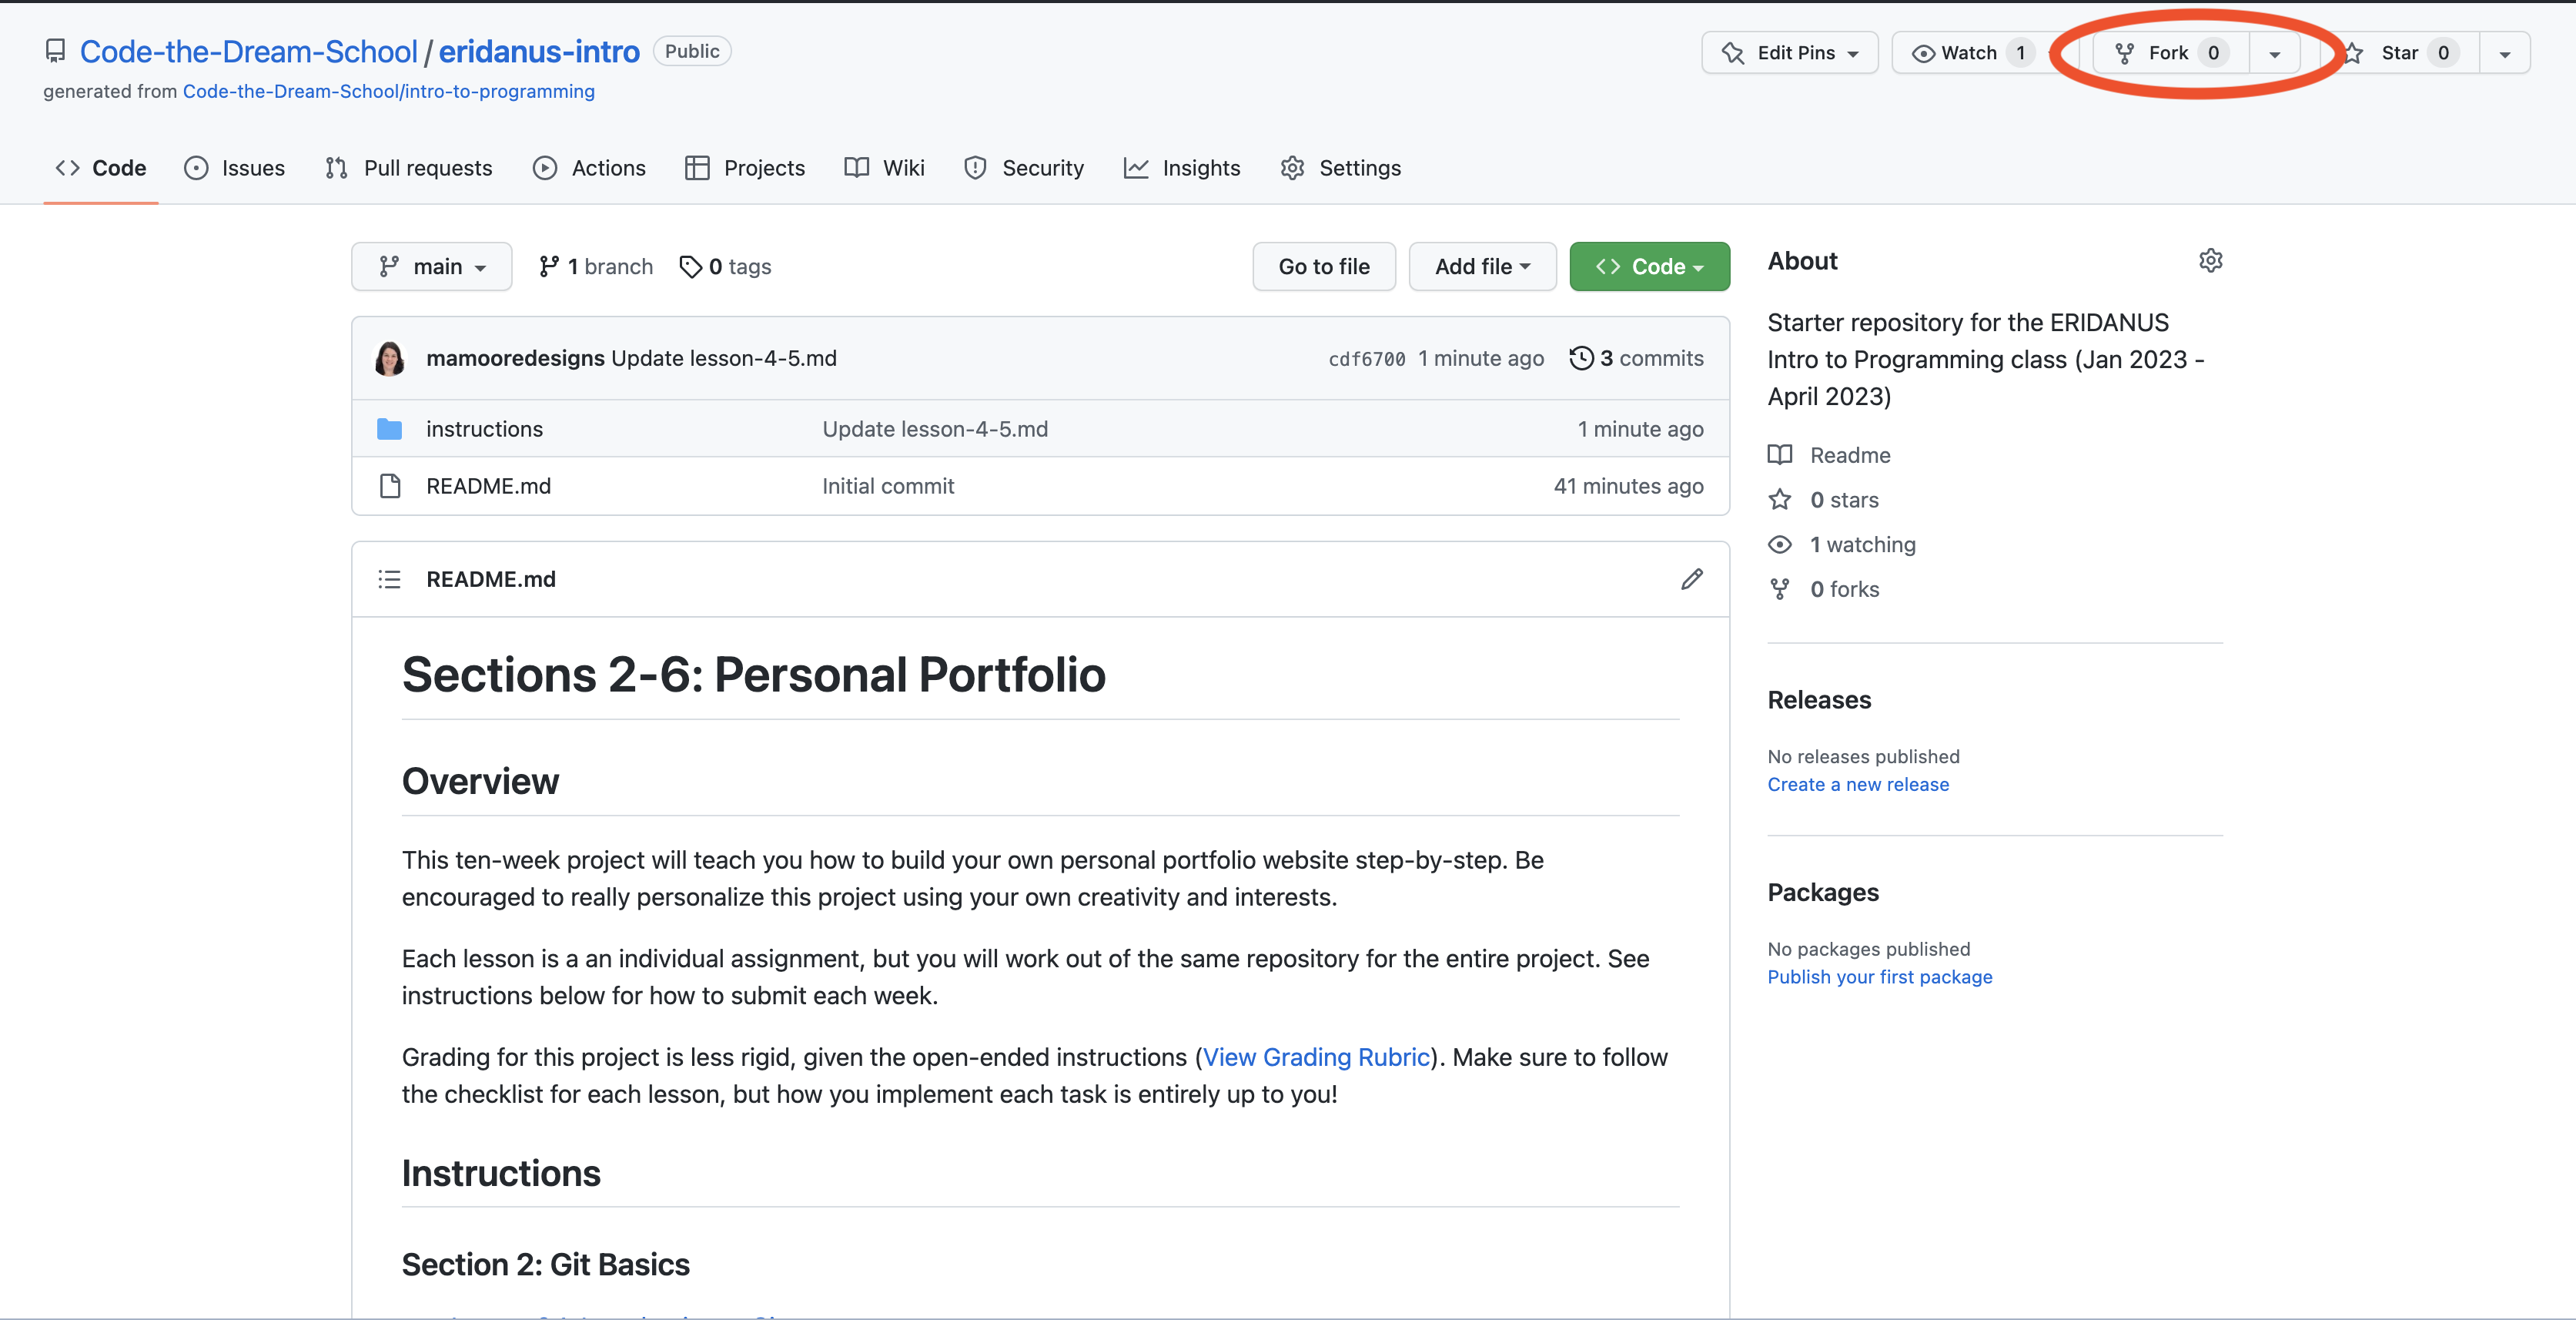 Code-the-Dream-School / eridanus-intro Public
Edit Pins Watch 1 Fork 0 Star 0
generated from Code-the-Dream-School/intro-to-programming
Code Issues Pull requests Actions Projects Wiki Security Insights Settings
main 1 branch 0 tags Go to file Add file Code
mamooredesigns Update lesson-4-5.md cdf6700 1 minute ago 3 commits
instructions Update lesson-4-5.md 1 minute ago
README.md Initial commit 41 minutes ago
README.md
Sections 2-6: Personal Portfolio
Overview
This ten-week project will teach you how to build your own personal portfolio website step-by-step. Be
encouraged to really personalize this project using your own creativity and interests.
Each lesson is a an individual assignment, but you will work out of the same repository for the entire project. See
instructions below for how to submit each week.
Grading for this project is less rigid, given the open-ended instructions (View Grading Rubric). Make sure to follow
the checklist for each lesson, but how you implement each task is entirely up to you!
Instructions
Section 2: Git Basics
About
Starter repository for the ERIDANUS
Intro to Programming class (Jan 2023 -
April 2023)
Readme
0 stars
1 watching
0 forks
Releases
No releases published
Create a new release
Packages
No packages published
Publish your first package